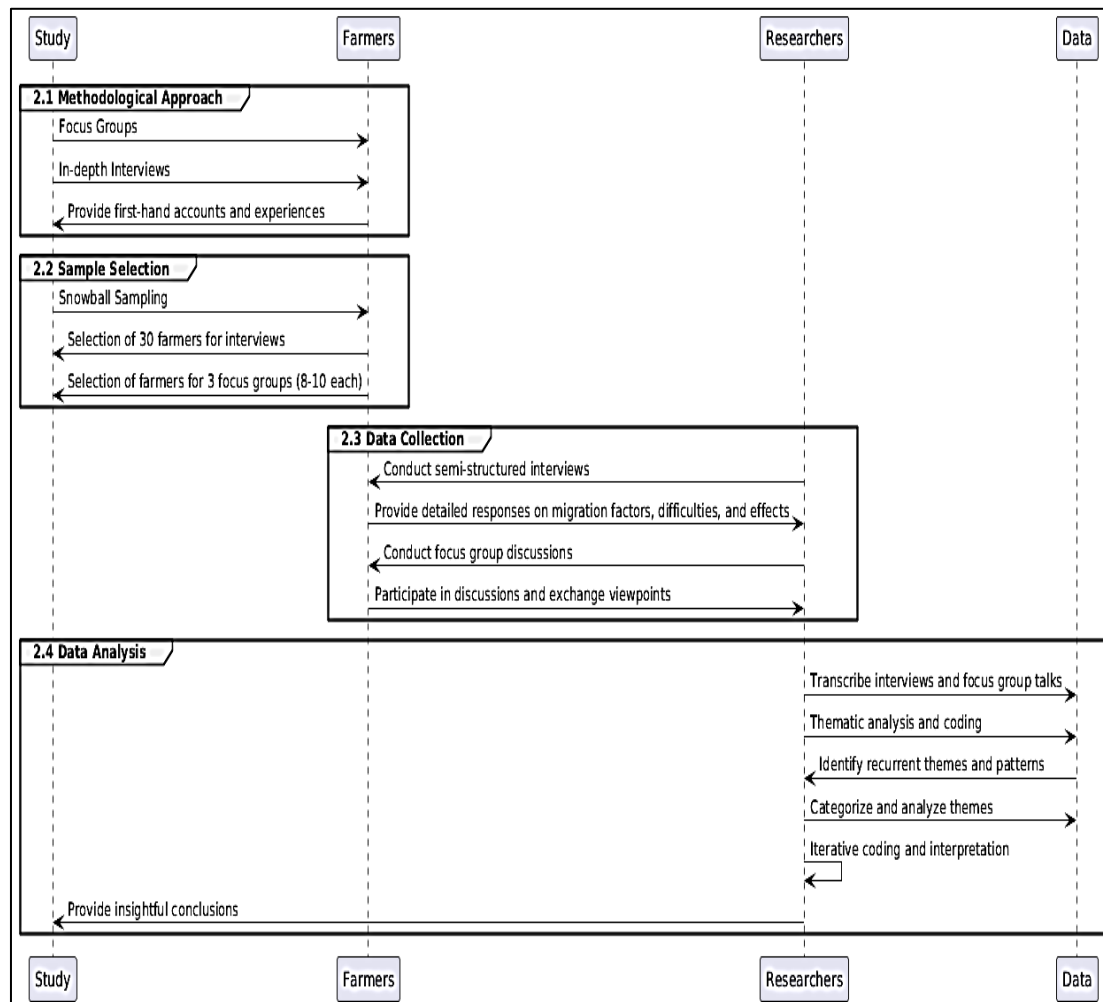 Study Farmers Researchers Data
2.1 Methodological Approach
Focus Groups
In-depth Interviews
Provide first-hand accounts and experiences
2.2 Sample Selection
Snowball Sampling
Selection of 30 farmers for interviews
Selection of farmers for 3 focus groups (8-10 each)
2.3 Data Collection
Conduct semi-structured interviews
Provide detailed responses on migration factors, difficulties, and effects
Conduct focus group discussions
Participate in discussions and exchange viewpoints
2.4 Data Analysis
Transcribe interviews and focus group talks
Thematic analysis and coding
Identify recurrent themes and patterns
Categorize and analyze themes
Iterative coding and interpretation
Provide insightful conclusions
Study Farmers Researchers Data